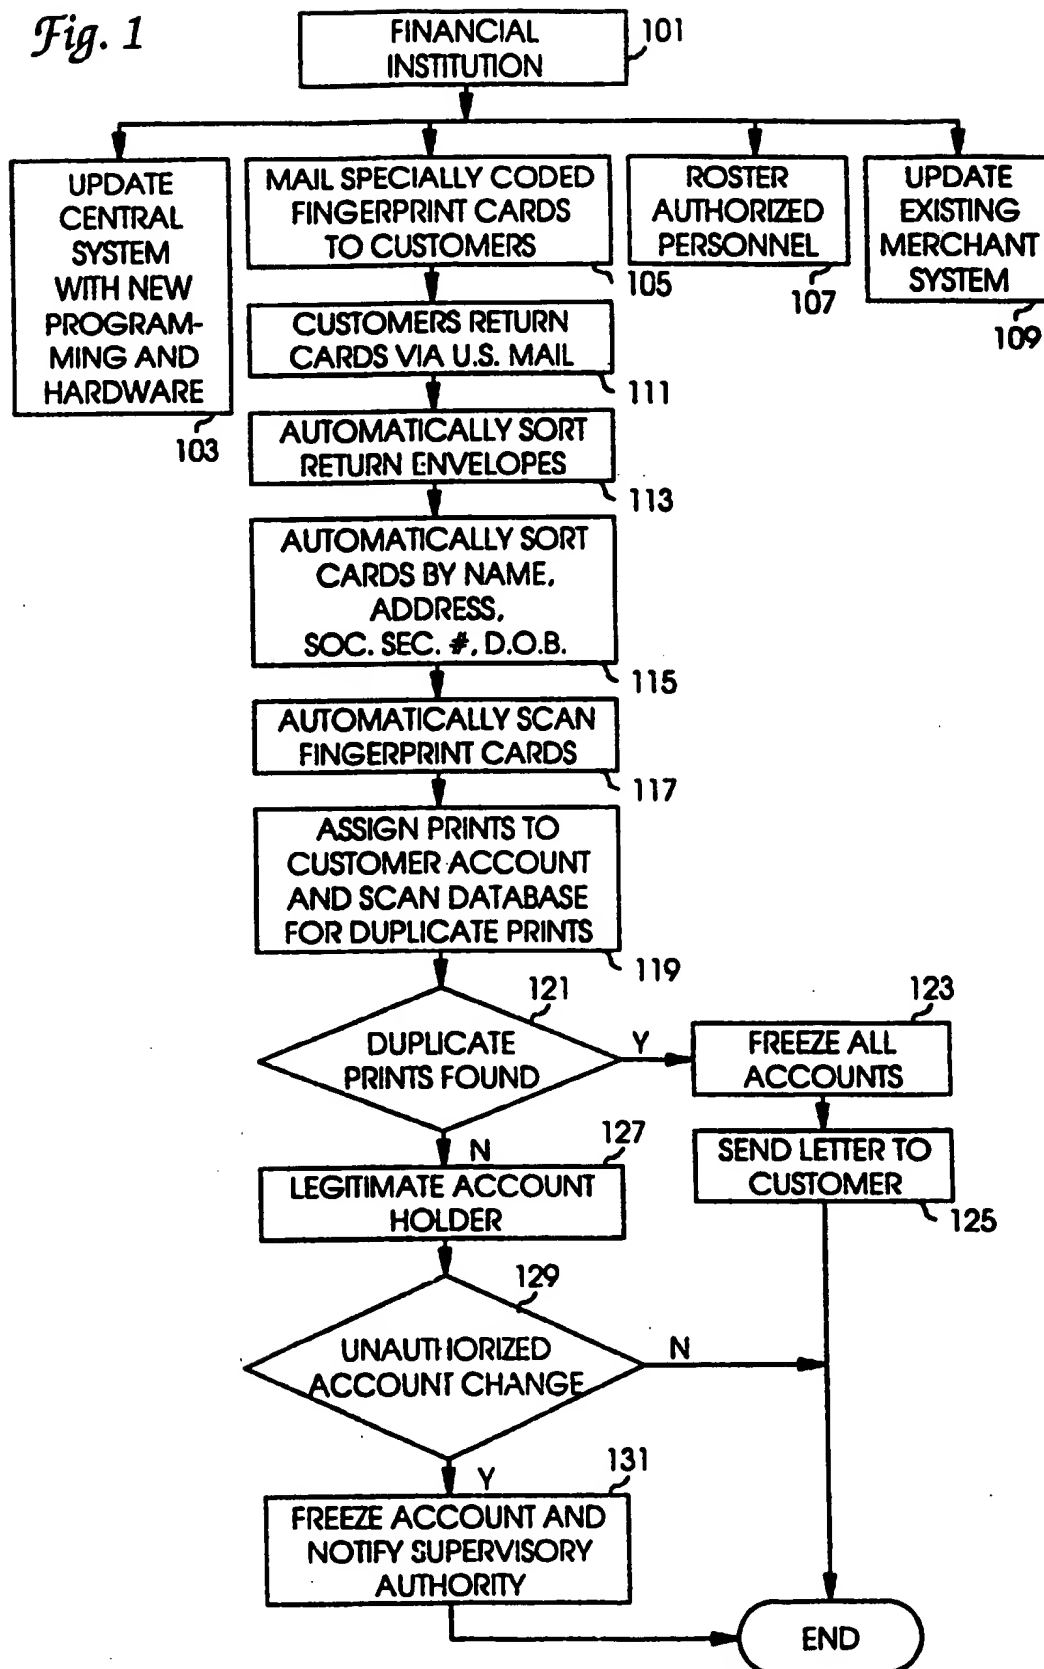 Fig. 1
FINANCIAL
INSTITUTION
101
UPDATE
CENTRAL
SYSTEM
WITH NEW
PROGRAM-
MING AND
HARDWARE
103
MAIL SPECIALLY CODED
FINGERPRINT CARDS
TO CUSTOMERS
105
ROSTER
AUTHORIZED
PERSONNEL
107
UPDATE
EXISTING
MERCHANT
SYSTEM
109
CUSTOMERS RETURN
CARDS VIA U.S. MAIL
111
AUTOMATICALLY SORT
RETURN ENVELOPES
113
AUTOMATICALLY SORT
CARDS BY NAME,
ADDRESS,
SOC. SEC. #, D.O.B.
115
AUTOMATICALLY SCAN
FINGERPRINT CARDS
117
ASSIGN PRINTS TO
CUSTOMER ACCOUNT
AND SCAN DATABASE
FOR DUPLICATE PRINTS
119
121
DUPLICATE
PRINTS FOUND
Y
123
FREEZE ALL
ACCOUNTS
SEND LETTER TO
CUSTOMER
125
N
127
LEGITIMATE ACCOUNT
HOLDER
129
UNAUTHORIZED
ACCOUNT CHANGE
N
Y
131
FREEZE ACCOUNT AND
NOTIFY SUPERVISORY
AUTHORITY
END